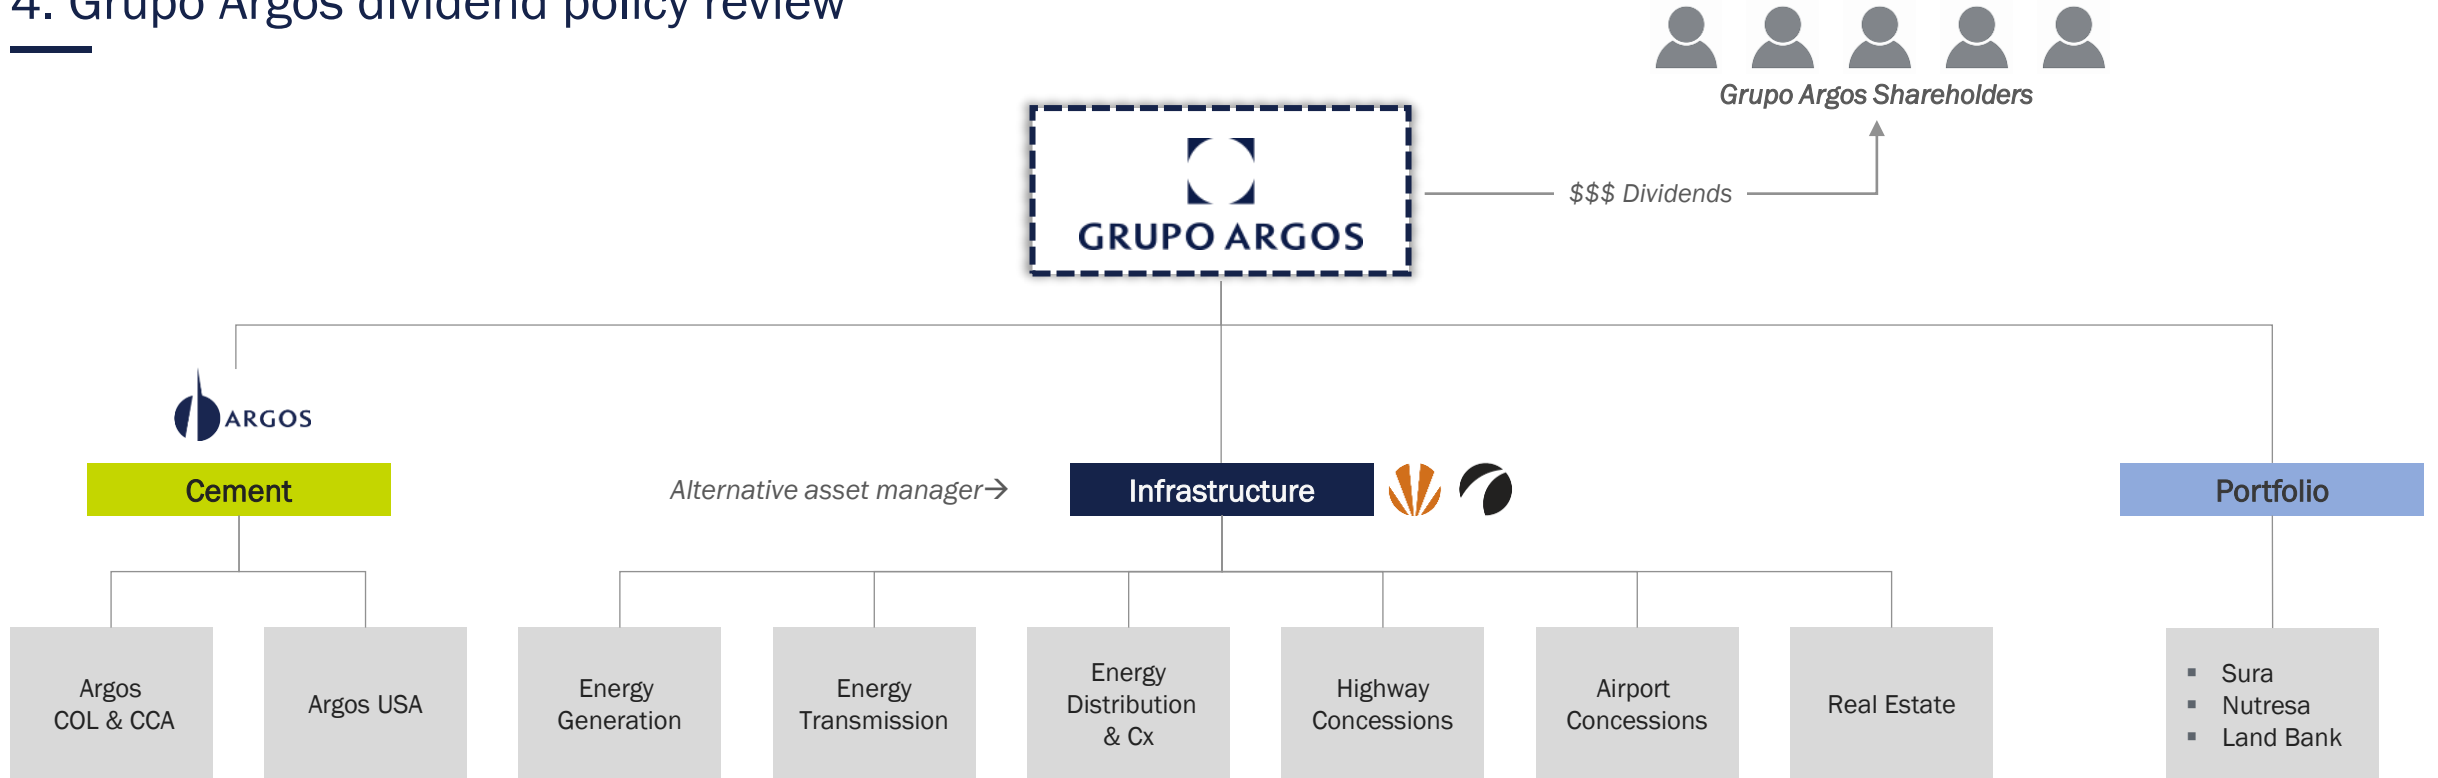 4. Grupo Argos dividend policy review
Grupo Argos Shareholders
$$$ Dividends
GRUPO ARGOS
ARGOS
Cement
Alternative asset manager→
Infrastructure
Portfolio
Argos
COL & CCA
Argos USA
Energy
Generation
Energy
Transmission
Energy
Distribution
& Cx
Highway
Concessions
Airport
Concessions
Real Estate
▪ Sura
▪ Nutresa
▪ Land Bank